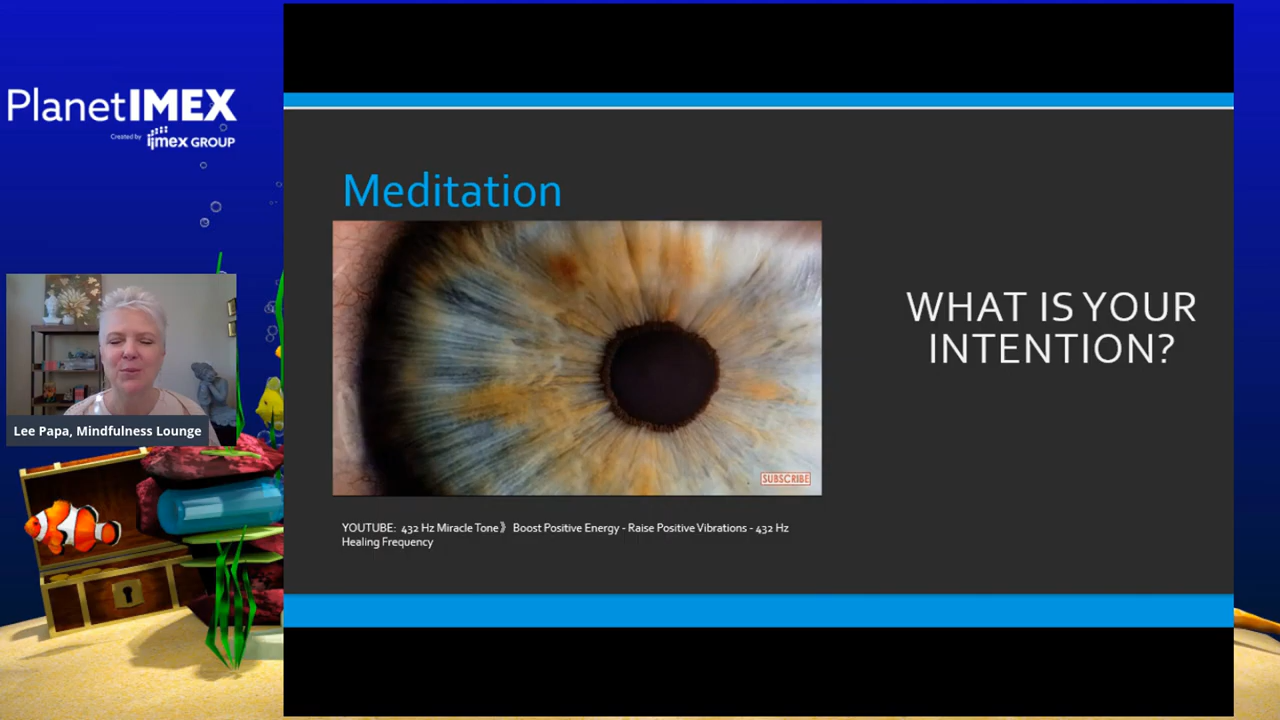 PlanetIMEX
Created by imex GROUP
Lee Papa, Mindfulness Lounge
Meditation
SUBSCRIBE
YOUTUBE: 432 Hz Miracle Tone》 Boost Positive Energy - Raise Positive Vibrations - 432 Hz
Healing Frequency
WHAT IS YOUR
INTENTION?